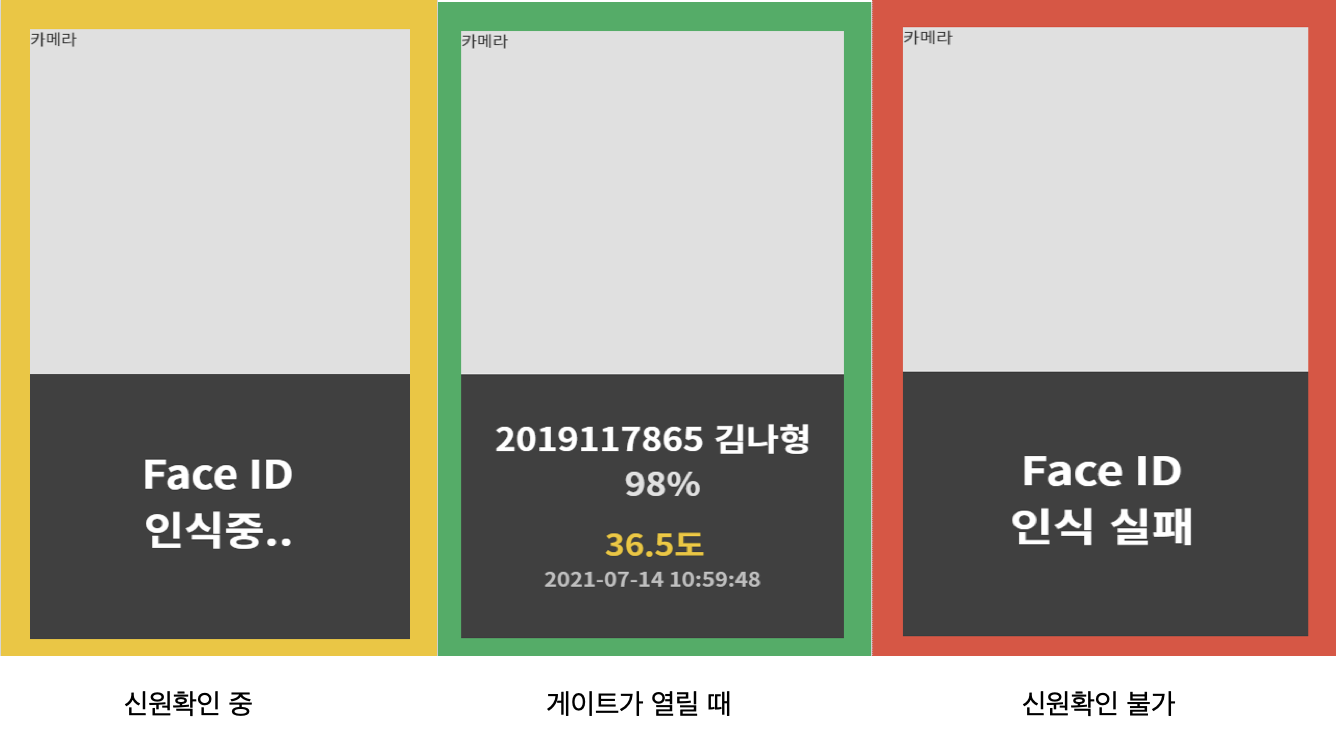 카메라
Face ID
인식중..
신원확인 중
카메라
2019117865 김나형
98%
36.5도
2021-07-14 10:59:48
게이트가 열릴 때
카메라
Face ID
인식 실패
신원확인 불가